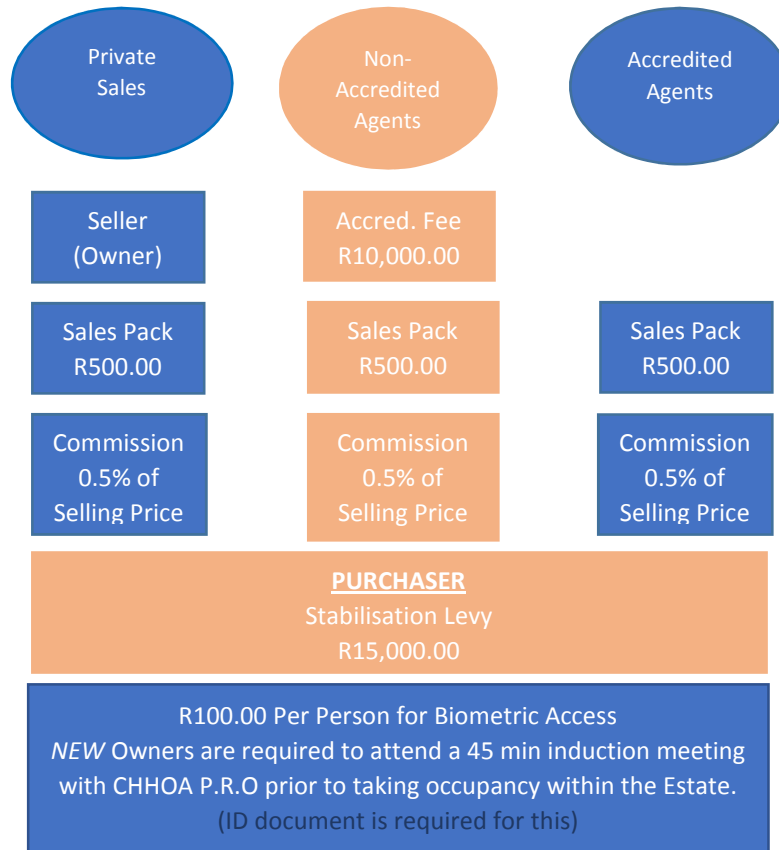 Private
Sales
Non-
Accredited
Agents
Accredited
Agents
Seller
(Owner)
Accred. Fee
R10,000.00
Sales Pack
R500.00
Sales Pack
R500.00
Sales Pack
R500.00
Commission
0.5% of
Selling Price
Commission
0.5% of
Selling Price
Commission
0.5% of
Selling Price
PURCHASER
Stabilisation Levy
R15,000.00
R100.00 Per Person for Biometric Access
NEW Owners are required to attend a 45 min induction meeting
with CHHOA P.R.O prior to taking occupancy within the Estate.
(ID document is required for this)